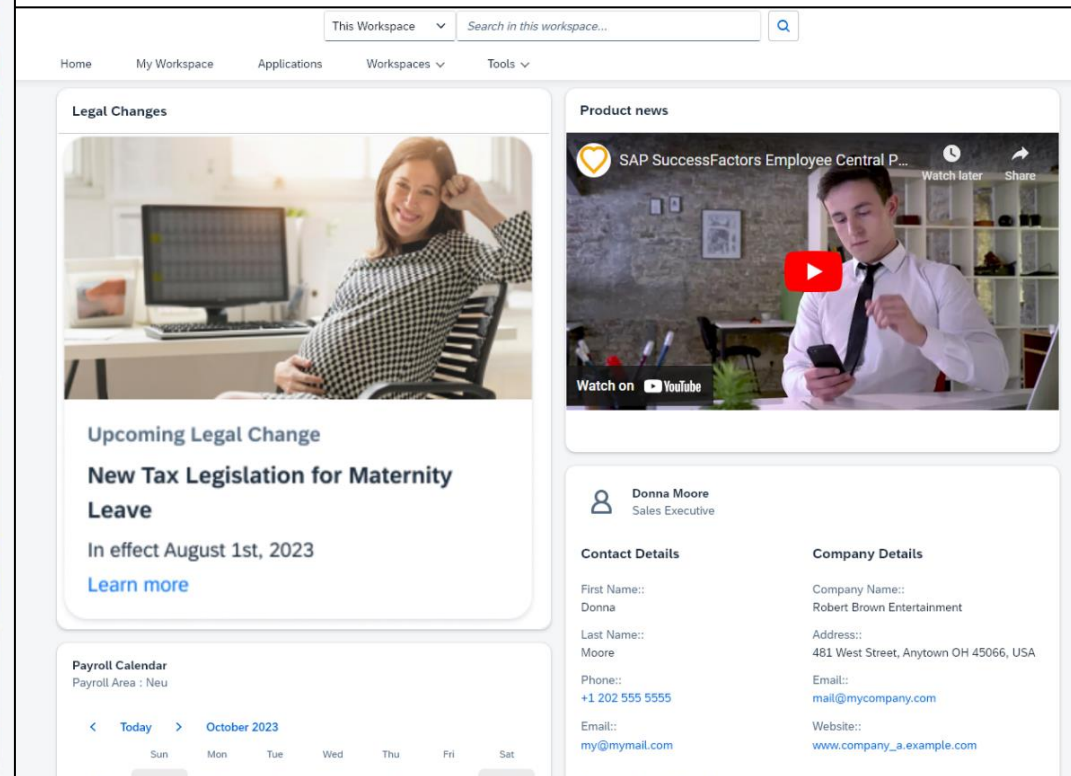 This Workspace
Search in this workspace...
Home My Workspace Applications Workspaces Tools
Legal Changes
Upcoming Legal Change
New Tax Legislation for Maternity
Leave
In effect August 1st, 2023
Learn more
Payroll Calendar
Payroll Area : Neu
Today October 2023
Sun Mon Tue Wed Thu Fri Sat
Product news
SAP SuccessFactors Employee Central P...
Watch later Share
Watch on YouTube
Donna Moore
Sales Executive
Contact Details
First Name::
Donna
Last Name::
Moore
Phone::
+1 202 555 5555
Email::
my@mymail.com
Company Details
Company Name::
Robert Brown Entertainment
Address::
481 West Street, Anytown OH 45066, USA
Email::
mail@mycompany.com
Website::
www.company_a.example.com